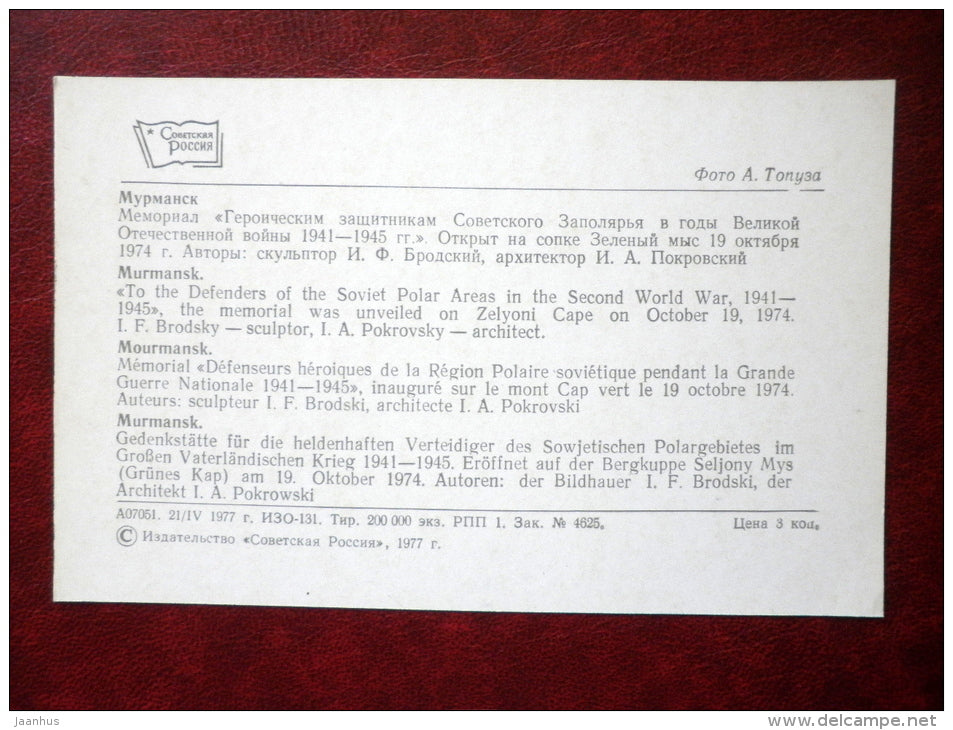 ★ Советская
Россия
Фото А. Топуза
Мурманск
Мемориал «Героическим защитникам Советского Заполярья в годы Великой
Отечественной войны 1941—1945 гг.». Открыт на сопке Зеленый мыс 19 октября
1974 г. Авторы: скульптор И. Ф. Бродский, архитектор И. А. Покровский
Murmansk.
«To the Defenders of the Soviet Polar Areas in the Second World War, 1941—
1945», the memorial was unveiled on Zelyoni Cape on October 19, 1974.
I. F. Brodsky — sculptor, I. A. Pokrovsky — architect.
Mourmansk.
Mémorial «Défenseurs héroiques de la Région Polaire soviétique pendant la Grande
Guerre Nationale 1941—1945», inauguré sur le mont Cap vert le 19 octobre 1974.
Auteurs: sculpteur I. F. Brodski, architecte I. A. Pokrovski
Murmansk.
Gedenkstätte für die heldenhaften Verteidiger des Sowjetischen Polargebietes im
Großen Vaterländischen Krieg 1941—1945. Eröffnet auf der Bergkuppe Seljony Mys
(Grünes Kap) am 19. Oktober 1974. Autoren: der Bildhauer I. F. Brodski, der
Architekt I. A. Pokrowski
А07051. 21/IV 1977 г. ИЗО-131. Тир. 200 000 экз. РПП 1. Зак. № 4625. Цена 3 коп.
© Издательство «Советская Россия», 1977 г.
Jaanhus
www.delcampe.net